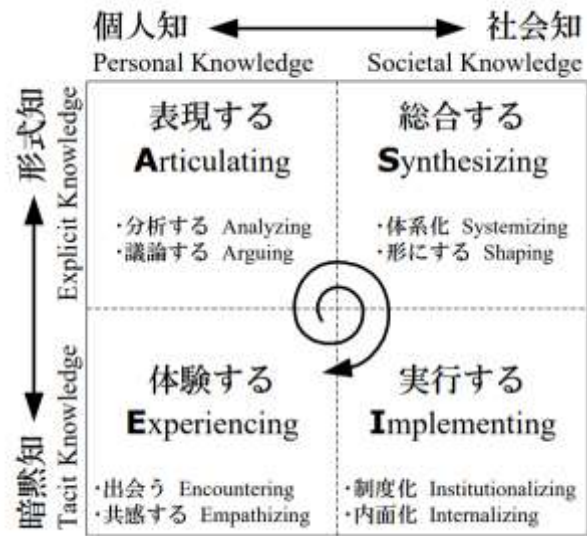 個人知 社会知
Personal Knowledge Societal Knowledge
形式知
Explicit Knowledge
暗黙知
Tacit Knowledge
表現する
Articulating
・分析する Analyzing
・議論する Arguing
総合する
Synthesizing
・体系化 Systemizing
・形にする Shaping
体験する
Experiencing
・出会う Encountering
・共感する Empathizing
実行する
Implementing
・制度化 Institutionalizing
・内面化 Internalizing